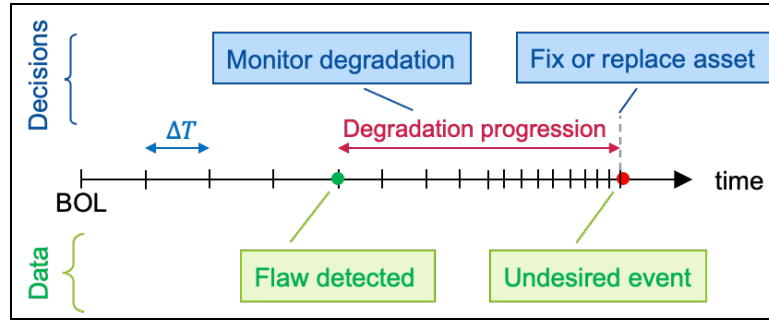 Decisions
Monitor degradation
Fix or replace asset
ΔT
Degradation progression
BOL
time
Data
Flaw detected
Undesired event